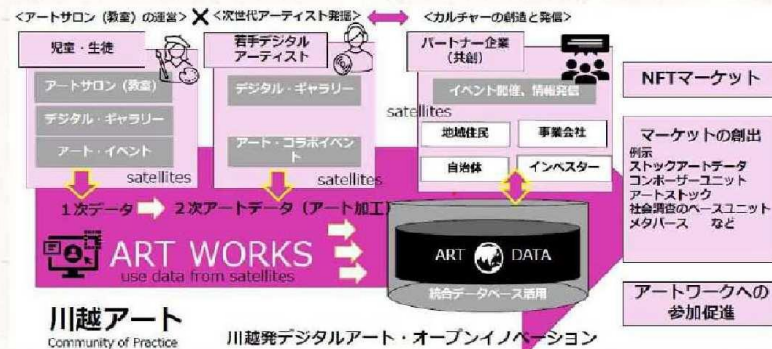 <アートサロン（教室）の運営>×<次世代アーティスト発掘>
<カルチャーの創造と発信>
児童・生徒
アートサロン（教室）
デジタル・ギャラリー
アート・イベント
satellites
若手デジタル
アーティスト
デジタル・ギャラリー
アート・コラボイベン
ト
satellites
パートナー企業
（共創）
イベント開催、情報発信
satellites
地域住民
事業会社
自治体
インベスター
NFTマーケット
マーケットの創出
例示
ストックアートデータ
コンポーザーユニット
アートストック
社会調査のベースユニット
メタバース など
アートワークへの
参加促進
1次データ
2次アートデータ（アート加工）
ART WORKS
use data from satellites
ART DATA
統合データベース活用
川越アート
Community of Practice
川越発デジタルアート・オープンイノベーション